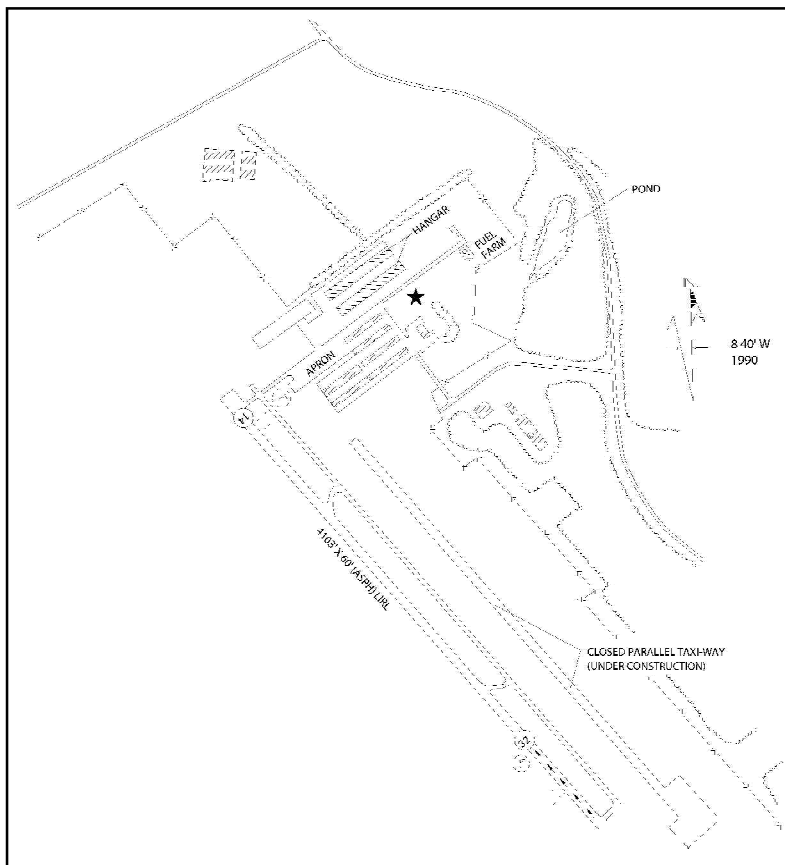 POND
HANGAR
FUEL
FARM
8 40' W
1990
APRON
14
4103' X 60' (ASPH) LIRL
CLOSED PARALLEL TAXI-WAY
(UNDER CONSTRUCTION)
32